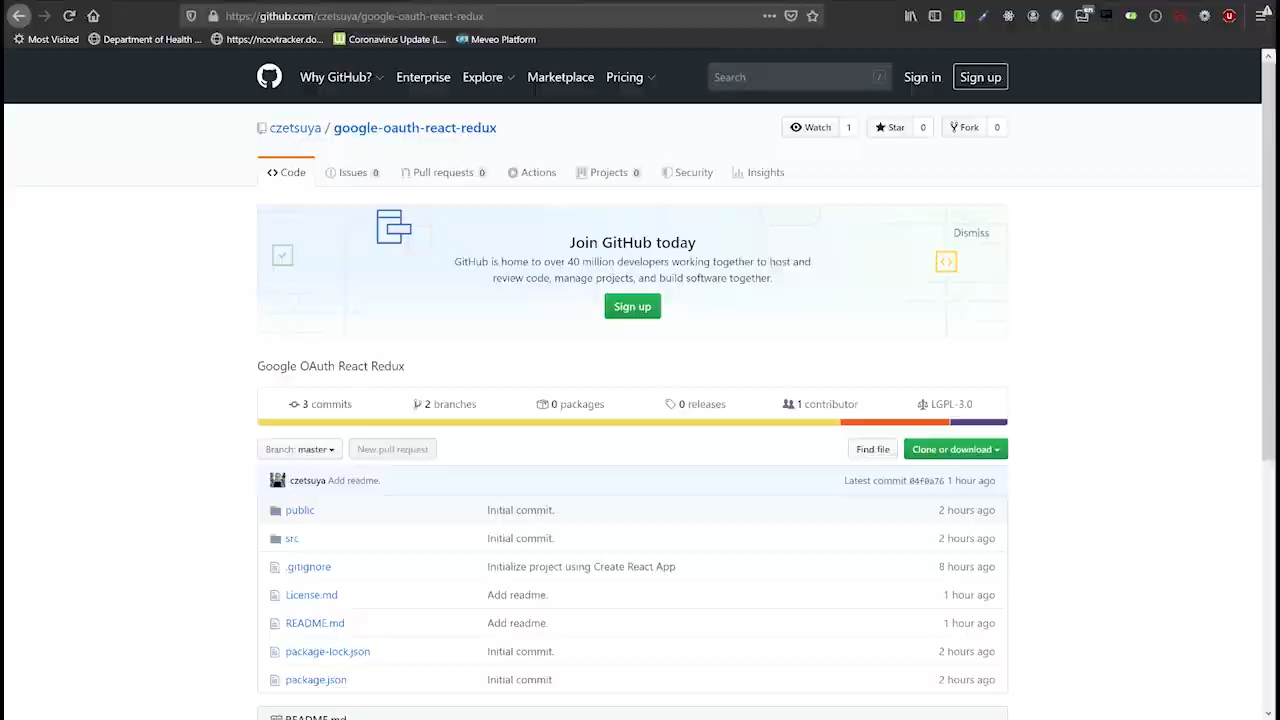 https://github.com/czetsuya/google-oauth-react-redux
Most Visited Department of Health ... https://ncovtracker.do... Coronavirus Update (L... Meveo Platform
Why GitHub? Enterprise Explore Marketplace Pricing Search / Sign in Sign up
czetsuya / google-oauth-react-redux Watch 1 Star 0 Fork 0
Code Issues 0 Pull requests 0 Actions Projects 0 Security Insights
Dismiss
Join GitHub today
GitHub is home to over 40 million developers working together to host and
review code, manage projects, and build software together.
Sign up
Google OAuth React Redux
3 commits 2 branches 0 packages 0 releases 1 contributor LGPL-3.0
Branch: master New pull request Find file Clone or download
czetsuya Add readme. Latest commit 04f0a76 1 hour ago
public Initial commit. 2 hours ago
src Initial commit. 2 hours ago
.gitignore Initialize project using Create React App 8 hours ago
License.md Add readme. 1 hour ago
README.md Add readme. 1 hour ago
package-lock.json Initial commit. 2 hours ago
package.json Initial commit 2 hours ago
README.md